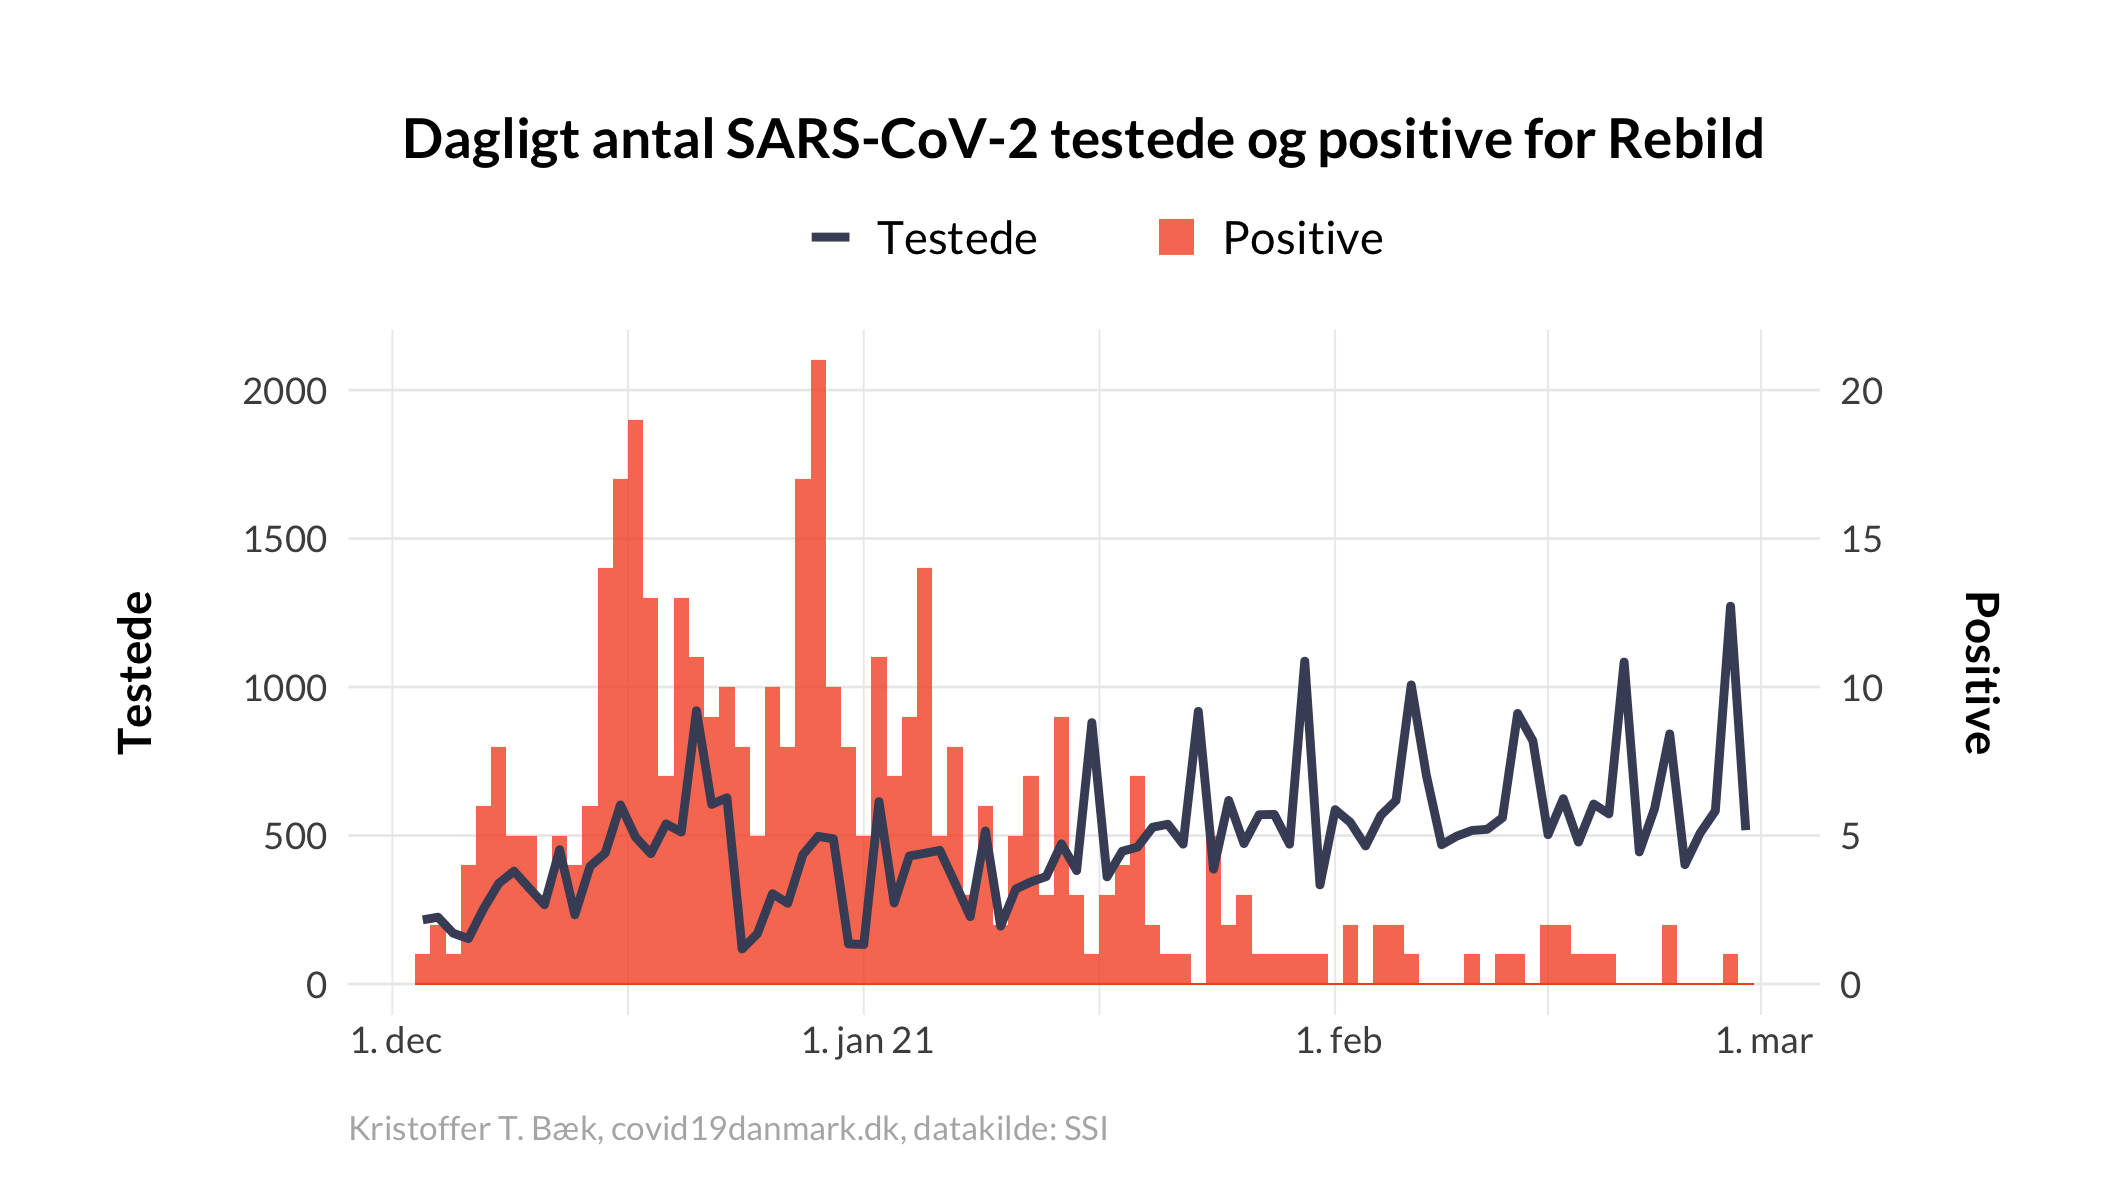 Dagligt antal SARS-CoV-2 testede og positive for Rebild
Testede
Positive
2000
1500
1000
500
0
Testede
20
15
10
5
0
Positive
1. dec
1. jan 21
1. feb
1. mar
Kristoffer T. Bæk, covid19danmark.dk, datakilde: SSI